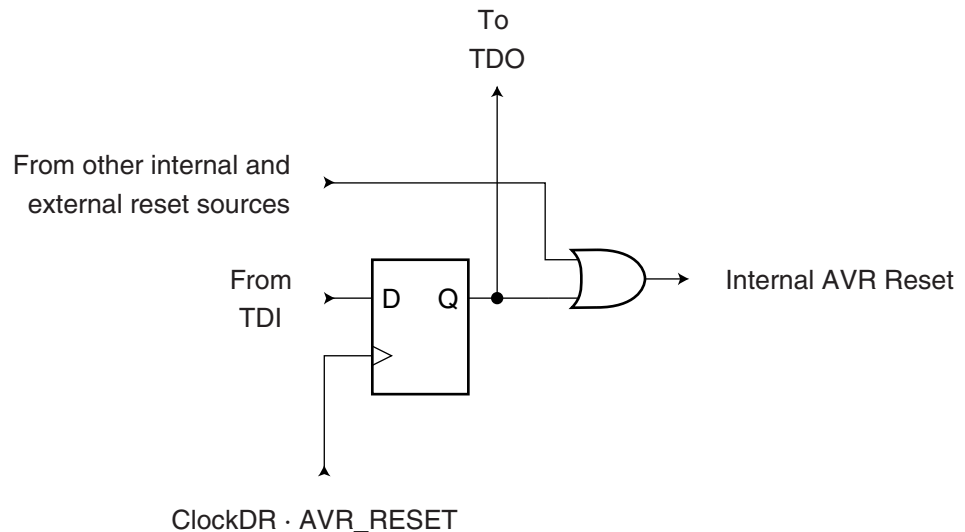 To
TDO
From other internal and
external reset sources
From
TDI
D
Q
Internal AVR Reset
ClockDR · AVR_RESET